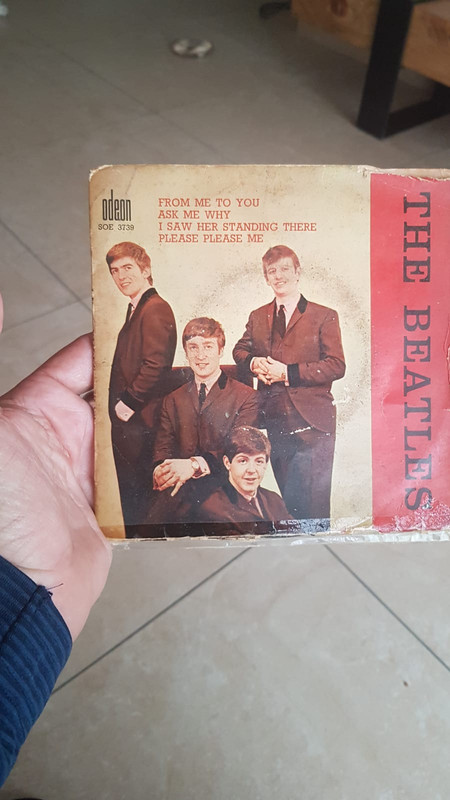 odeon
SOE 3739
FROM ME TO YOU
ASK ME WHY
I SAW HER STANDING THERE
PLEASE PLEASE ME
THE BEATLES